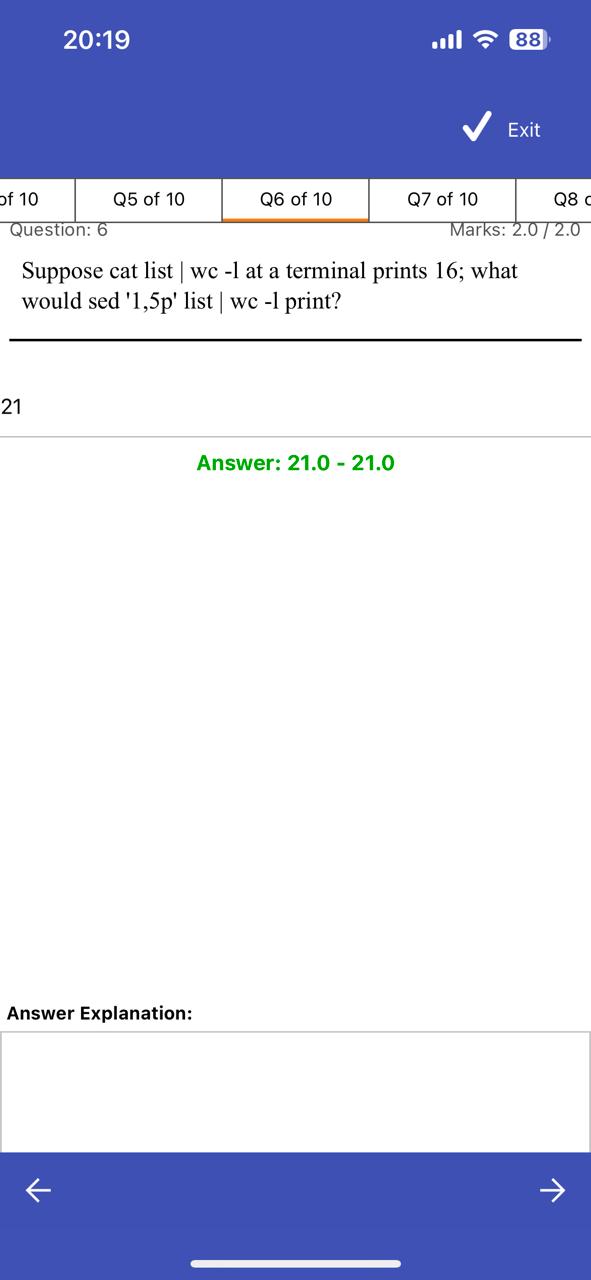 20:19
88
Exit
of 10
Q5 of 10
Q6 of 10
Q7 of 10
Q8 o
Question: 6
Marks: 2.0 / 2.0
Suppose cat list | wc -l at a terminal prints 16; what
would sed '1,5p' list | wc -l print?
21
Answer: 21.0 - 21.0
Answer Explanation: